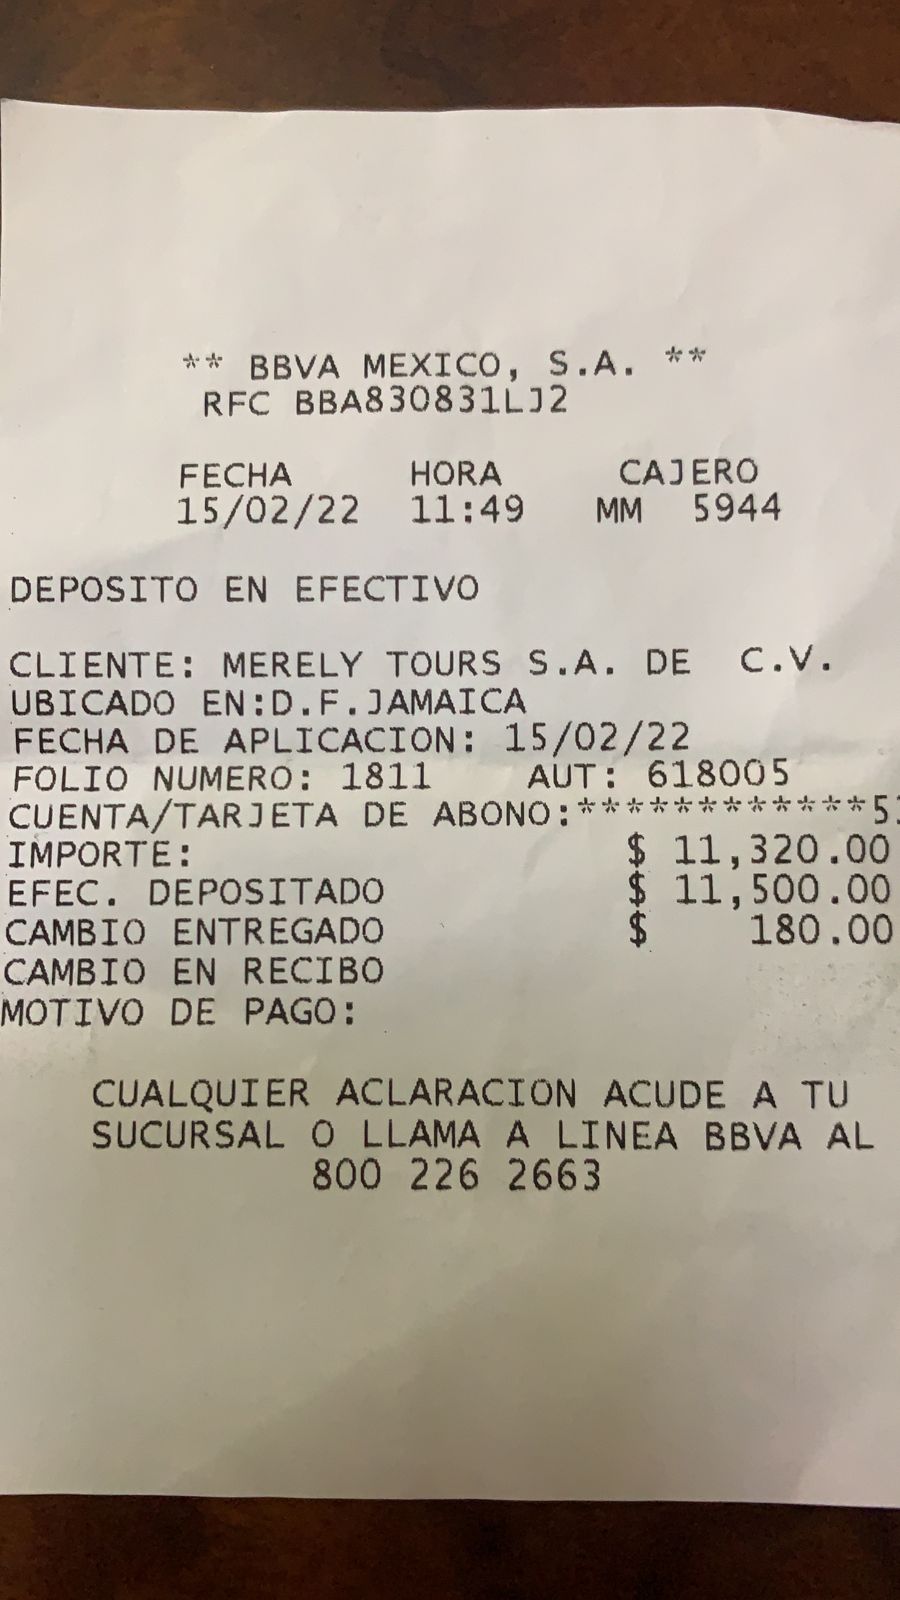 ** BBVA MEXICO, S.A. **
RFC BBA830831LJ2
FECHA HORA CAJERO
15/02/22 11:49 MM 5944
DEPOSITO EN EFECTIVO
CLIENTE: MERELY TOURS S.A. DE C.V.
UBICADO EN:D.F.JAMAICA
FECHA DE APLICACION: 15/02/22
FOLIO NUMERO: 1811 AUT: 618005
CUENTA/TARJETA DE ABONO:************5
IMPORTE: $ 11,320.00
EFEC. DEPOSITADO $ 11,500.00
CAMBIO ENTREGADO $ 180.00
CAMBIO EN RECIBO
MOTIVO DE PAGO:
CUALQUIER ACLARACION ACUDE A TU
SUCURSAL O LLAMA A LINEA BBVA AL
800 226 2663